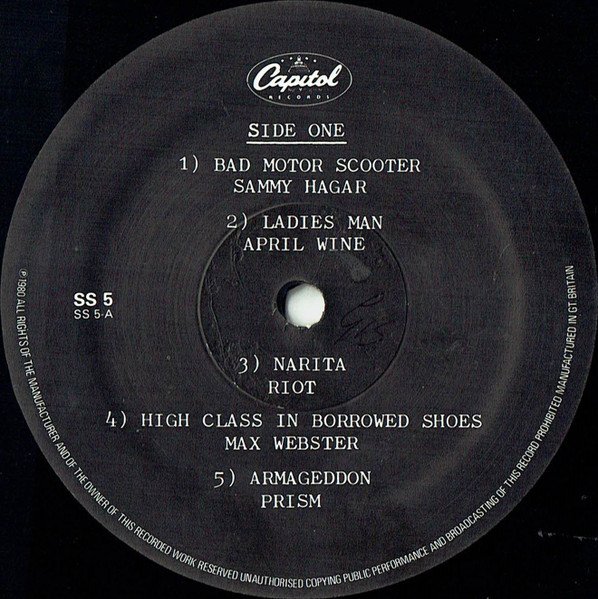 Capitol
RECORDS
SIDE ONE
1) BAD MOTOR SCOOTER
SAMMY HAGAR
2) LADIES MAN
APRIL WINE
SS 5
SS 5-A
3) NARITA
RIOT
4) HIGH CLASS IN BORROWED SHOES
MAX WEBSTER
5) ARMAGEDDON
PRISM
℗ 1980 ALL RIGHTS OF THE MANUFACTURER AND OF THE OWNER OF THIS RECORDED WORK RESERVED UNAUTHORISED COPYING PUBLIC PERFORMANCE AND BROADCASTING OF THIS RECORD PROHIBITED MANUFACTURED IN GT. BRITAIN